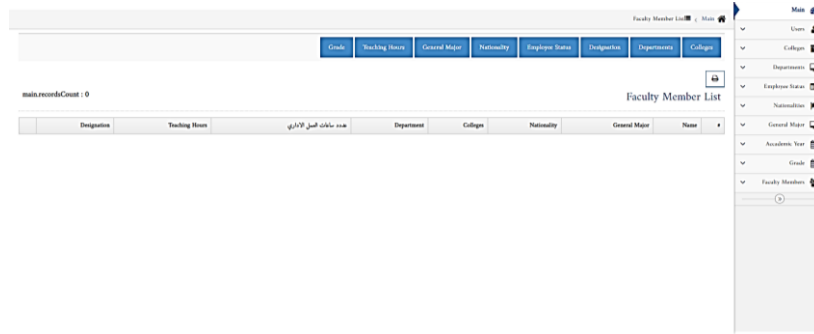 Faculty Member List < Main
Grade Teaching Hours General Major Nationality Employee Status Designation Departments Colleges
main.recordsCount : 0
Faculty Member List
Designation Teaching Hours عدد ساعات العمل الاداري Department Colleges Nationality General Major Name
Main
Users
Colleges
Departments
Employee Status
Nationalities
General Major
Accademic Year
Grade
Faculty Members